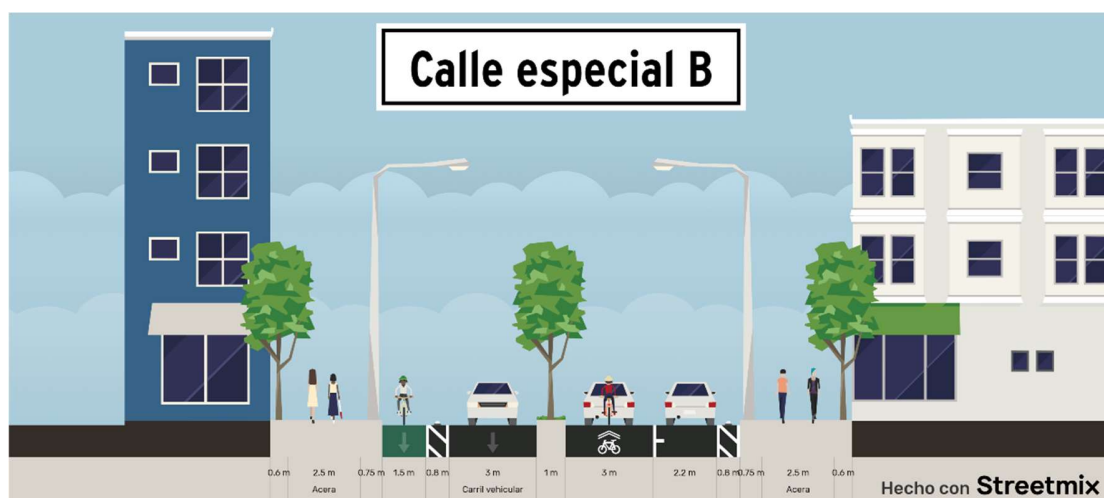 Calle especial B
0.6 m 2.5 m 0.75 m 1.5 m 0.8 m 3 m 1 m 3 m 2.2 m 0.8 m 0.75 m 2.5 m 0.6 m
Acera Carril vehicular Acera
Hecho con Streetmix